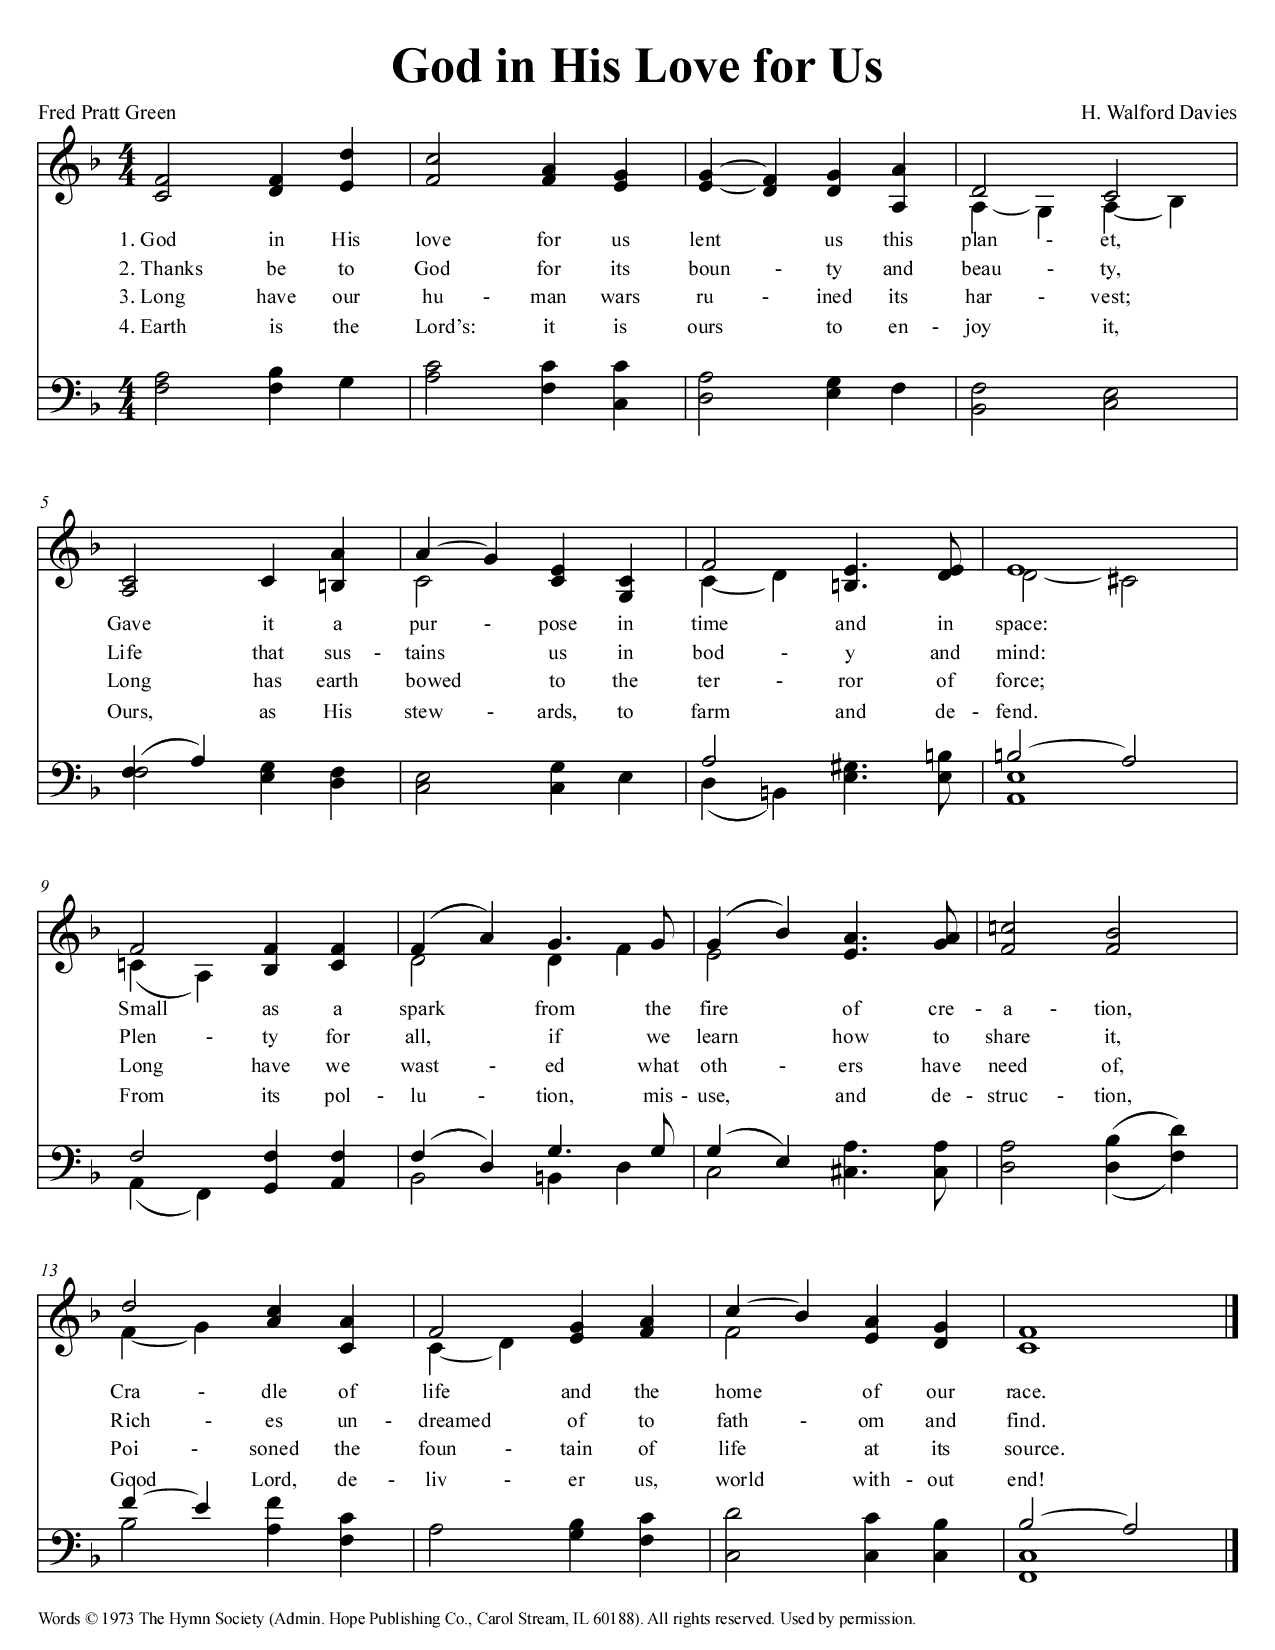 God in His Love for Us
Fred Pratt Green
H. Walford Davies
4
4
1. God in His love for us lent us this plan - et,
2. Thanks be to God for its boun - ty and beau - ty,
3. Long have our hu - man wars ru - ined its har - vest;
4. Earth is the Lord’s: it is ours to en - joy it,
4
4
5
Gave it a pur - pose in time and in space:
Life that sus - tains us in bod - y and mind:
Long has earth bowed to the ter - ror of force;
Ours, as His stew - ards, to farm and de - fend.
9
Small as a spark from the fire of cre - a - tion,
Plen - ty for all, if we learn how to share it,
Long have we wast - ed what oth - ers have need of,
From its pol - lu - tion, mis - use, and de - struc - tion,
13
Cra - dle of life and the home of our race.
Rich - es un - dreamed of to fath - om and find.
Poi - soned the foun - tain of life at its source.
Good Lord, de - liv - er us, world with - out end!
Words © 1973 The Hymn Society (Admin. Hope Publishing Co., Carol Stream, IL 60188). All rights reserved. Used by permission.